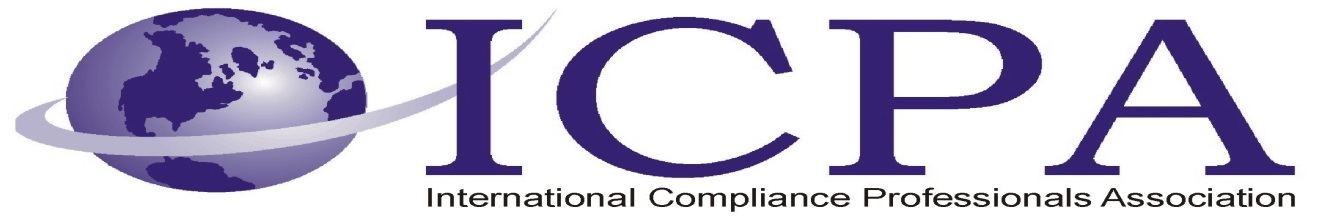 ICPA
International Compliance Professionals Association